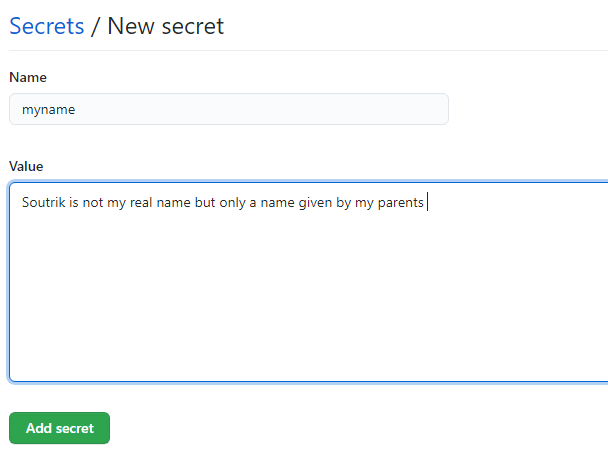 Secrets / New secret
Name
myname
Value
Soutrik is not my real name but only a name given by my parents
Add secret